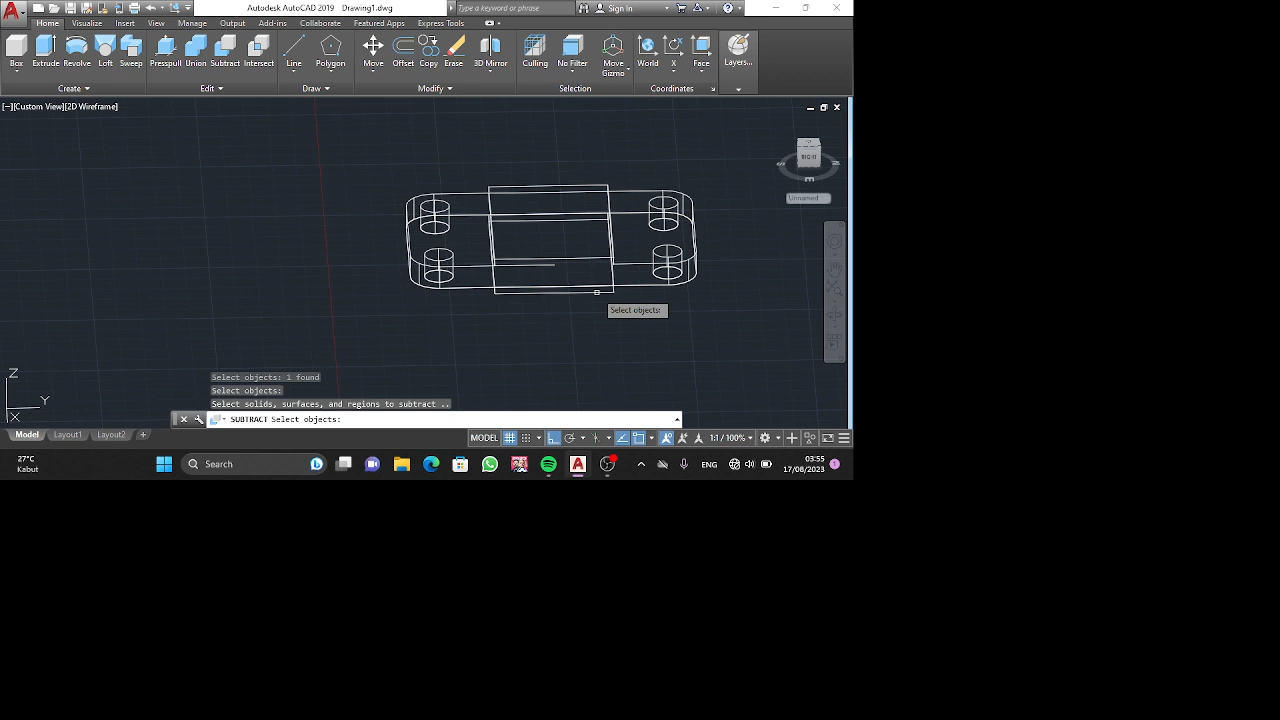 Autodesk AutoCAD 2019 Drawing1.dwg
Type a keyword or phrase
Sign In
Home Visualize Insert View Manage Output Collaborate Featured Apps Express Tools
Box Extrude Revolve Loft Sweep Presspull Union Subtract Intersect Line Polygon Move Offset Copy Erase 3D Mirror Culling No Filter Move Gizmo World X Face Layers...
Create Edit Draw Modify Selection Coordinates
[−][Custom View][2D Wireframe]
RIGHT
Unnamed
Select objects:
Z
Y
X
Select objects: 1 found
Select objects:
Select solids, surfaces, and regions to subtract ..
SUBTRACT Select objects:
Model Layout1 Layout2 +
MODEL 1:1 / 100%
27°C
Kabut
Search
ENG
03:55
17/08/2023
1